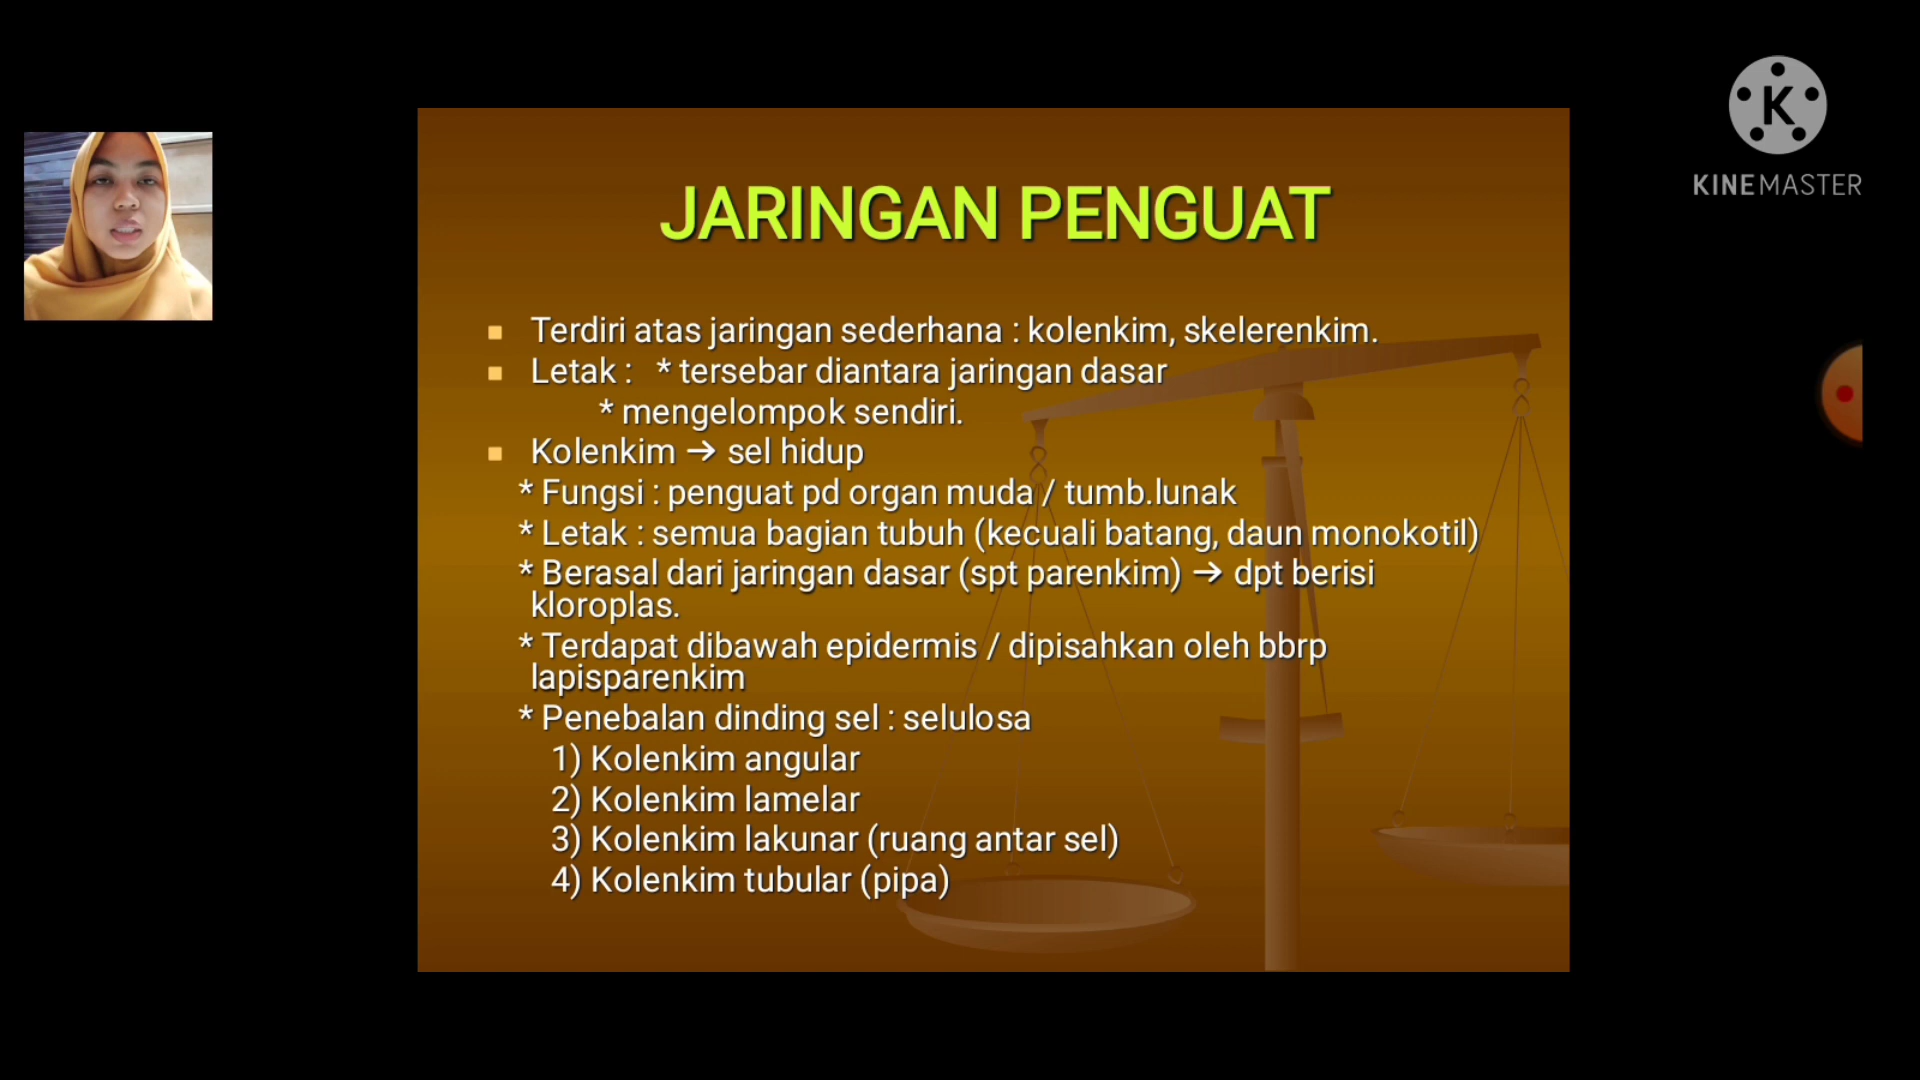 K
KINEMASTER
JARINGAN PENGUAT
Terdiri atas jaringan sederhana : kolenkim, skelerenkim.
Letak : * tersebar diantara jaringan dasar
* mengelompok sendiri.
Kolenkim → sel hidup
* Fungsi : penguat pd organ muda / tumb.lunak
* Letak : semua bagian tubuh (kecuali batang, daun monokotil)
* Berasal dari jaringan dasar (spt parenkim) → dpt berisi
kloroplas.
* Terdapat dibawah epidermis / dipisahkan oleh bbrp
lapisparenkim
* Penebalan dinding sel : selulosa
1) Kolenkim angular
2) Kolenkim lamelar
3) Kolenkim lakunar (ruang antar sel)
4) Kolenkim tubular (pipa)